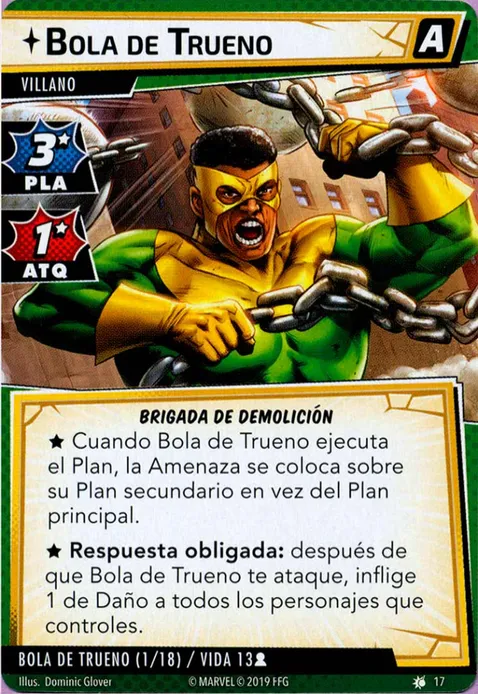 BOLA DE TRUENO
A
VILLANO
3
PLA
1
ATQ
BRIGADA DE DEMOLICIÓN
★ Cuando Bola de Trueno ejecuta
el Plan, la Amenaza se coloca sobre
su Plan secundario en vez del Plan
principal.
★ Respuesta obligada: después de
que Bola de Trueno te ataque, inflige
1 de Daño a todos los personajes que
controles.
BOLA DE TRUENO (1/18) / VIDA 13
Illus. Dominic Glover
© MARVEL © 2019 FFG
17